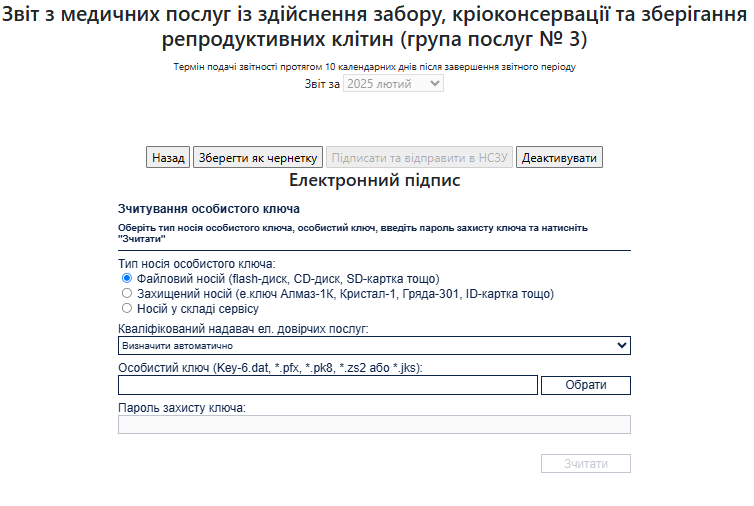 Звіт з медичних послуг із здійснення забору, кріоконсервації та зберігання
репродуктивних клітин (група послуг № 3)
Термін подачі звітності протягом 10 календарних днів після завершення звітного періоду
Звіт за 2025 лютий
Назад Зберегти як чернетку Підписати та відправити в НСЗУ Деактивувати
Електронний підпис
Зчитування особистого ключа
Оберіть тип носія особистого ключа, особистий ключ, введіть пароль захисту ключа та натисніть
"Зчитати"
Тип носія особистого ключа:
Файловий носій (flash-диск, CD-диск, SD-картка тощо)
Захищений носій (е.ключ Алмаз-1К, Кристал-1, Гряда-301, ID-картка тощо)
Носій у складі сервісу
Кваліфікований надавач ел. довірчих послуг:
Визначити автоматично
Особистий ключ (Key-6.dat, *.pfx, *.pk8, *.zs2 або *.jks):
Обрати
Пароль захисту ключа:
Зчитати